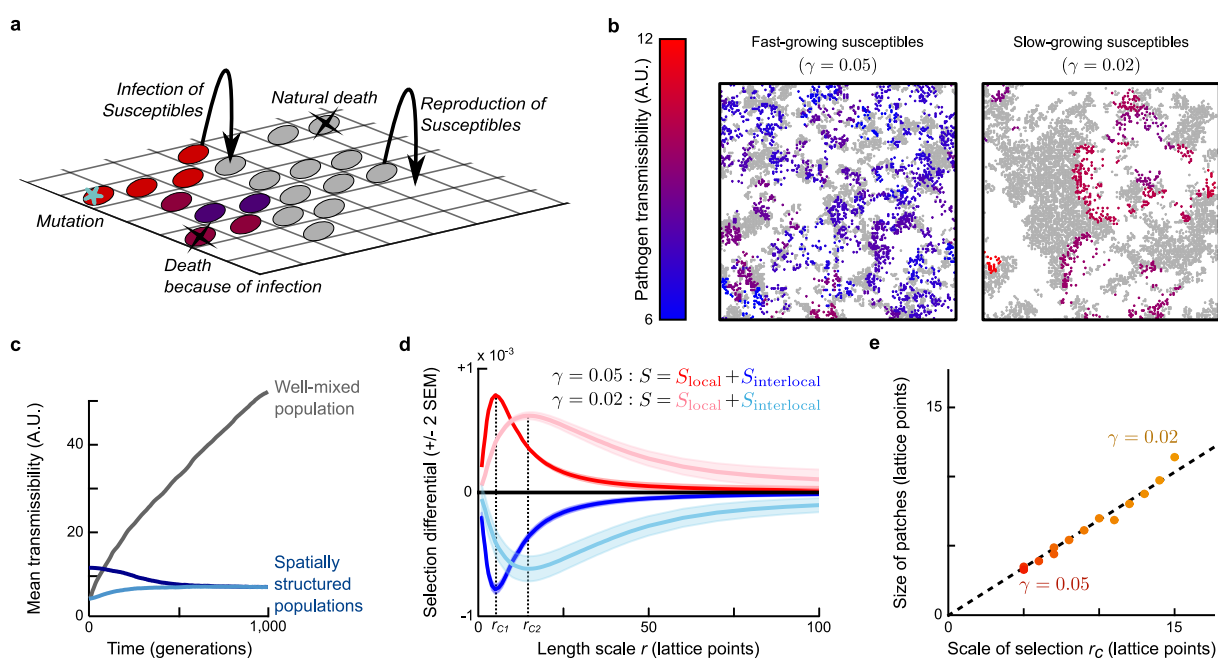 a
Infection of
Susceptibles
Natural death
Reproduction of
Susceptibles
Mutation
Death
because of infection
b
Pathogen transmissibility (A.U.)
12
6
Fast-growing susceptibles
(γ = 0.05)
Slow-growing susceptibles
(γ = 0.02)
c
Mean transmissibility (A.U.)
40
20
0
Well-mixed
population
Spatially
structured
populations
0
1,000
Time (generations)
d
Selection differential (+/- 2 SEM)
+1
x 10⁻³
0
-1
γ = 0.05 : S = S_local + S_interlocal
γ = 0.02 : S = S_local + S_interlocal
0
r_C1
r_C2
50
100
Length scale r (lattice points)
e
Size of patches (lattice points)
15
0
γ = 0.02
γ = 0.05
0
15
Scale of selection r_C (lattice points)